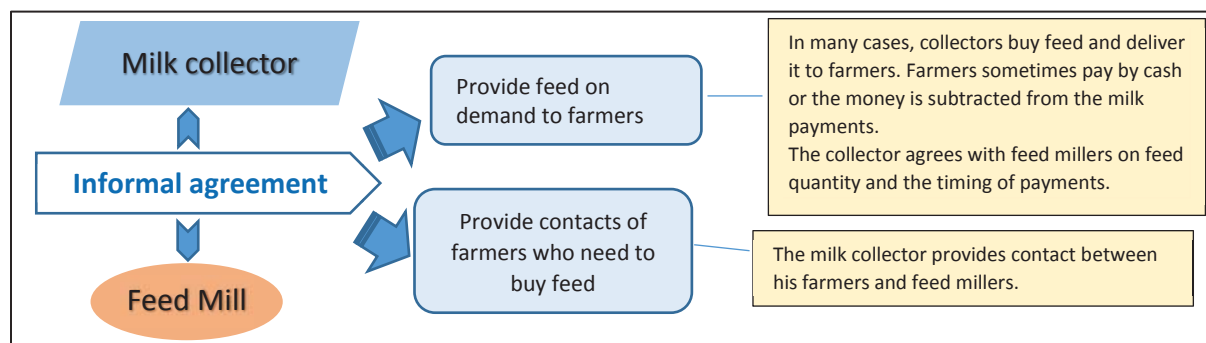 Milk collector
Informal agreement
Feed Mill
Provide feed on
demand to farmers
Provide contacts of
farmers who need to
buy feed
In many cases, collectors buy feed and deliver
it to farmers. Farmers sometimes pay by cash
or the money is subtracted from the milk
payments.
The collector agrees with feed millers on feed
quantity and the timing of payments.
The milk collector provides contact between
his farmers and feed millers.